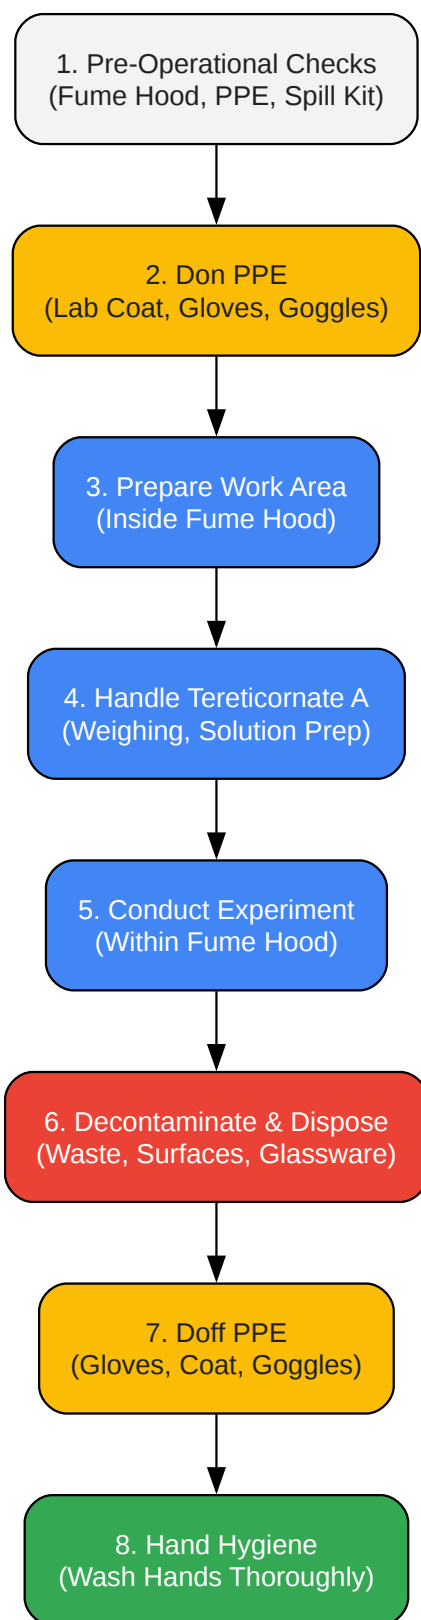 1. Pre-Operational Checks
(Fume Hood, PPE, Spill Kit)
2. Don PPE
(Lab Coat, Gloves, Goggles)
3. Prepare Work Area
(Inside Fume Hood)
4. Handle Tereticornate A
(Weighing, Solution Prep)
5. Conduct Experiment
(Within Fume Hood)
6. Decontaminate & Dispose
(Waste, Surfaces, Glassware)
7. Doff PPE
(Gloves, Coat, Goggles)
8. Hand Hygiene
(Wash Hands Thoroughly)